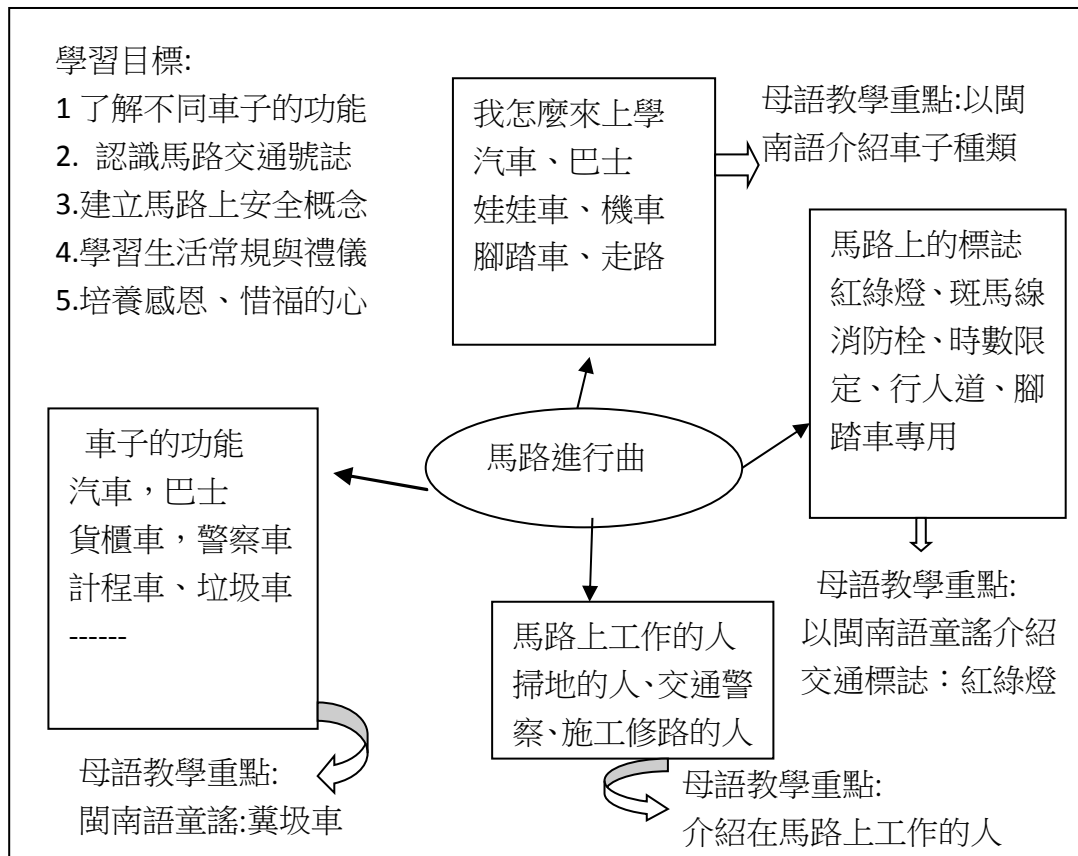 學習目標:
1 了解不同車子的功能
2. 認識馬路交通號誌
3.建立馬路上安全概念
4.學習生活常規與禮儀
5.培養感恩、惜福的心
我怎麼來上學
汽車、巴士
娃娃車、機車
腳踏車、走路
母語教學重點:以閩
南語介紹車子種類
馬路上的標誌
紅綠燈、斑馬線
消防栓、時數限
定、行人道、腳
踏車專用
母語教學重點:
以閩南語童謠介紹
交通標誌：紅綠燈
馬路進行曲
車子的功能
汽車，巴士
貨櫃車，警察車
計程車、垃圾車
------
母語教學重點:
閩南語童謠:糞圾車
馬路上工作的人
掃地的人、交通警
察、施工修路的人
母語教學重點:
介紹在馬路上工作的人